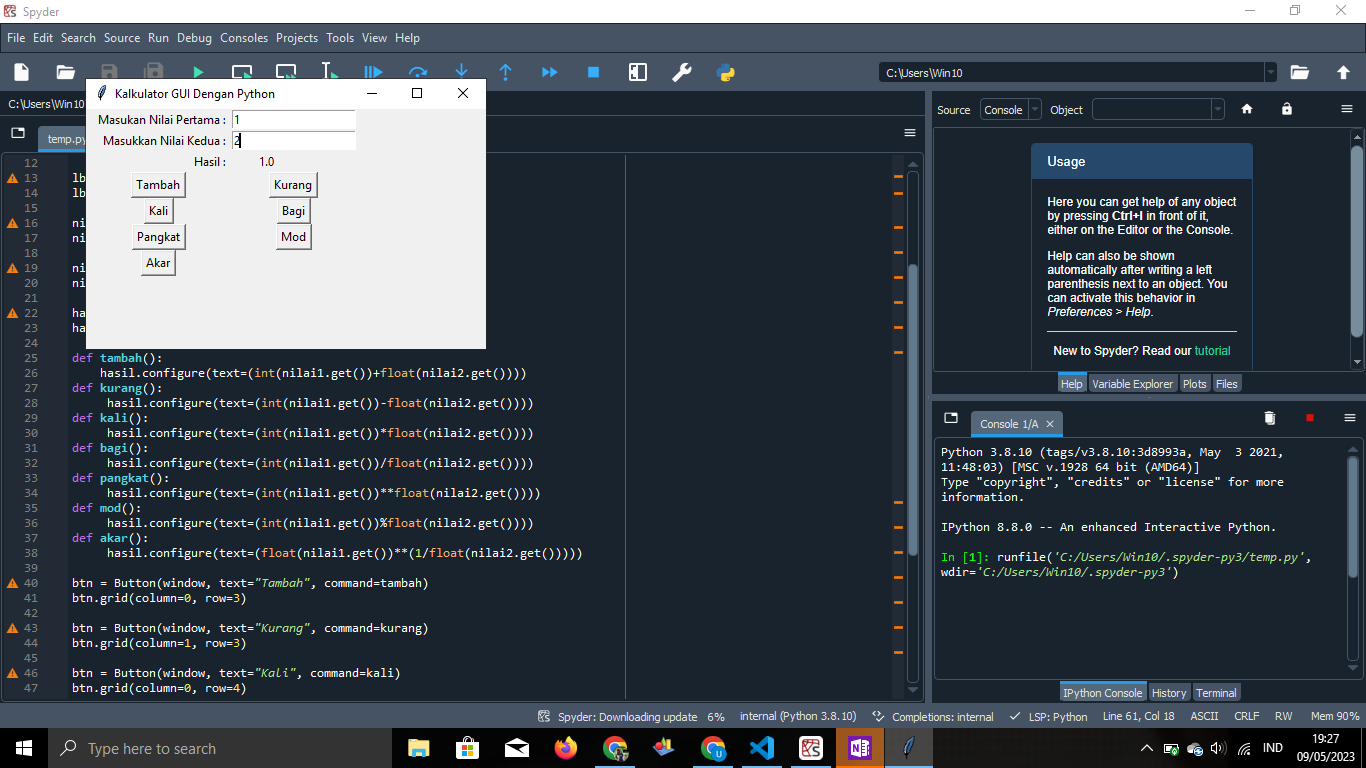 Spyder
File Edit Search Source Run Debug Consoles Projects Tools View Help
C:\Users\Win10
C:\Users\Win
temp.py
Kalkulator GUI Dengan Python
Masukan Nilai Pertama : 1
Masukkan Nilai Kedua : 2
Hasil : 1.0
Tambah Kurang
Kali Bagi
Pangkat Mod
Akar
12
13 lb
14 lb
15
16 ni
17 ni
18
19 ni
20 ni
21
22 ha
23 ha
24
25 def tambah():
26 hasil.configure(text=(int(nilai1.get())+float(nilai2.get())))
27 def kurang():
28 hasil.configure(text=(int(nilai1.get())-float(nilai2.get())))
29 def kali():
30 hasil.configure(text=(int(nilai1.get())*float(nilai2.get())))
31 def bagi():
32 hasil.configure(text=(int(nilai1.get())/float(nilai2.get())))
33 def pangkat():
34 hasil.configure(text=(int(nilai1.get())**float(nilai2.get())))
35 def mod():
36 hasil.configure(text=(int(nilai1.get())%float(nilai2.get())))
37 def akar():
38 hasil.configure(text=(float(nilai1.get())**(1/float(nilai2.get()))))
39
40 btn = Button(window, text="Tambah", command=tambah)
41 btn.grid(column=0, row=3)
42
43 btn = Button(window, text="Kurang", command=kurang)
44 btn.grid(column=1, row=3)
45
46 btn = Button(window, text="Kali", command=kali)
47 btn.grid(column=0, row=4)
Source Console Object
Usage
Here you can get help of any object
by pressing Ctrl+I in front of it,
either on the Editor or the Console.
Help can also be shown
automatically after writing a left
parenthesis next to an object. You
can activate this behavior in
Preferences > Help.
New to Spyder? Read our tutorial
Help Variable Explorer Plots Files
Console 1/A
Python 3.8.10 (tags/v3.8.10:3d8993a, May 3 2021,
11:48:03) [MSC v.1928 64 bit (AMD64)]
Type "copyright", "credits" or "license" for more
information.
IPython 8.8.0 -- An enhanced Interactive Python.
In [1]: runfile('C:/Users/Win10/.spyder-py3/temp.py',
wdir='C:/Users/Win10/.spyder-py3')
IPython Console History Terminal
Spyder: Downloading update 6% internal (Python 3.8.10) Completions: internal LSP: Python Line 61, Col 18 ASCII CRLF RW Mem 90%
Type here to search
IND
19:27
09/05/2023